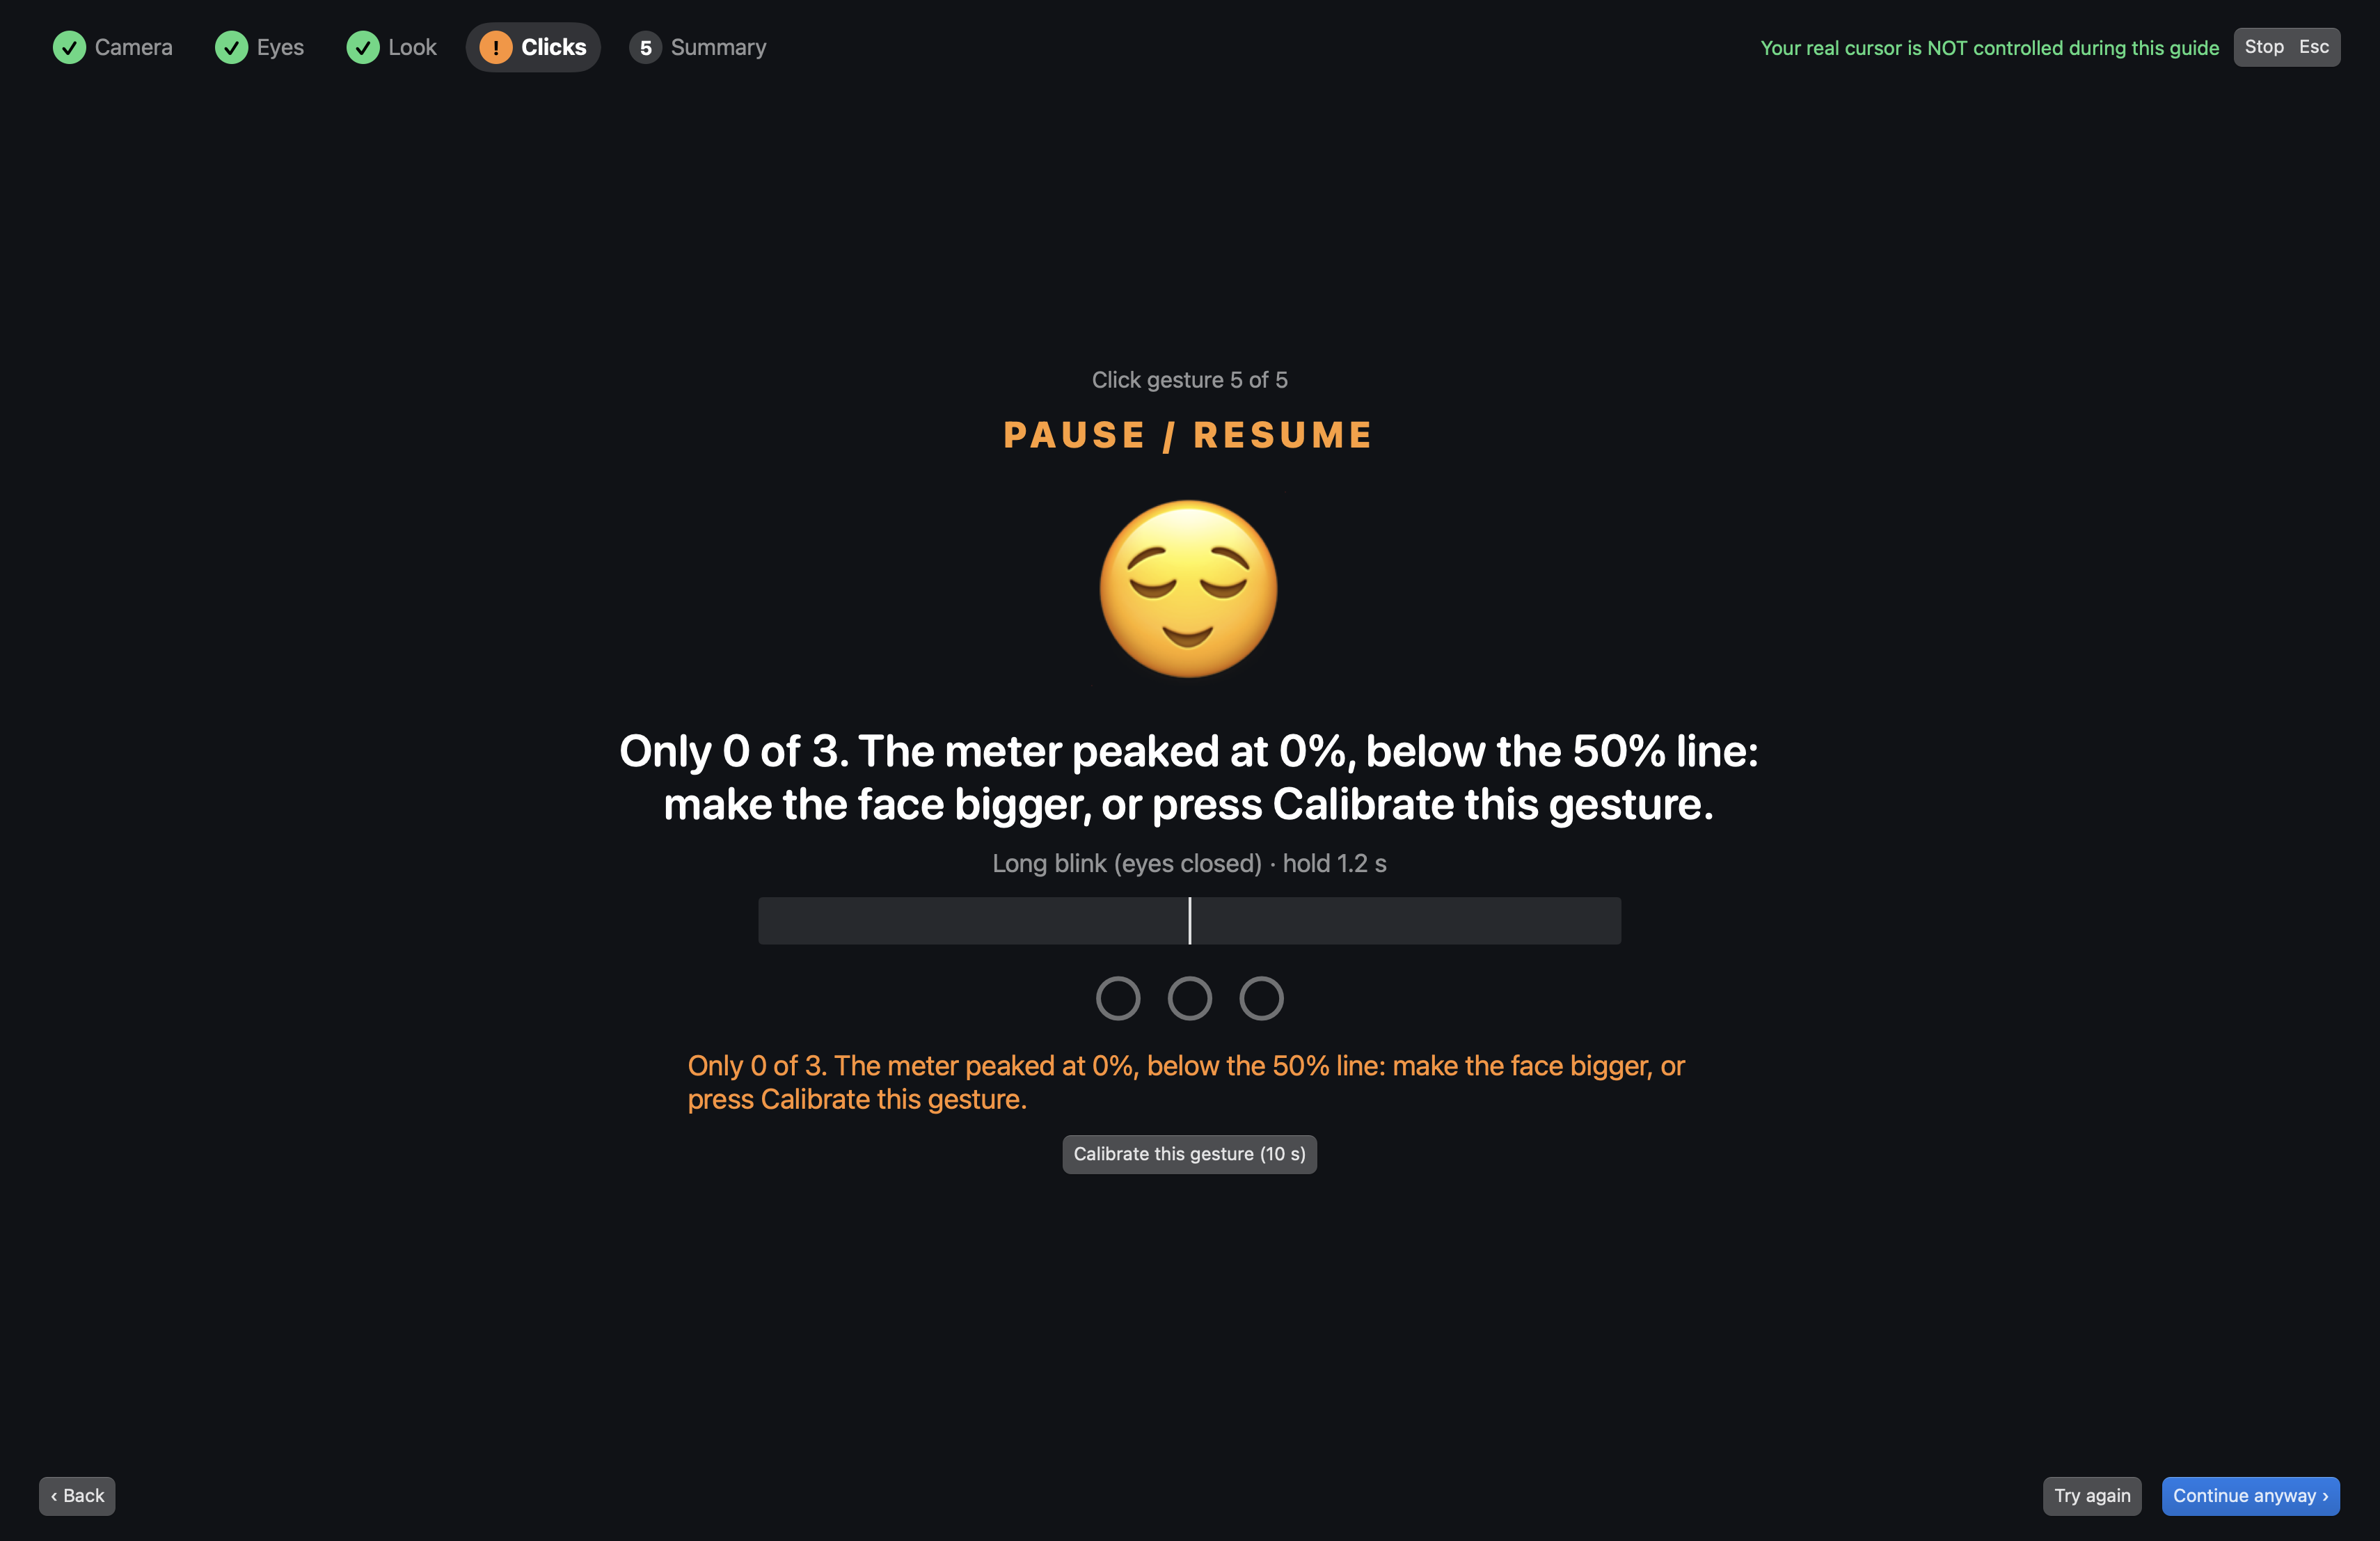 Camera
Eyes
Look
! Clicks
5 Summary
Your real cursor is NOT controlled during this guide
Stop Esc
Click gesture 5 of 5
PAUSE / RESUME
Only 0 of 3. The meter peaked at 0%, below the 50% line:
make the face bigger, or press Calibrate this gesture.
Long blink (eyes closed) · hold 1.2 s
Only 0 of 3. The meter peaked at 0%, below the 50% line: make the face bigger, or
press Calibrate this gesture.
Calibrate this gesture (10 s)
‹ Back
Try again
Continue anyway ›